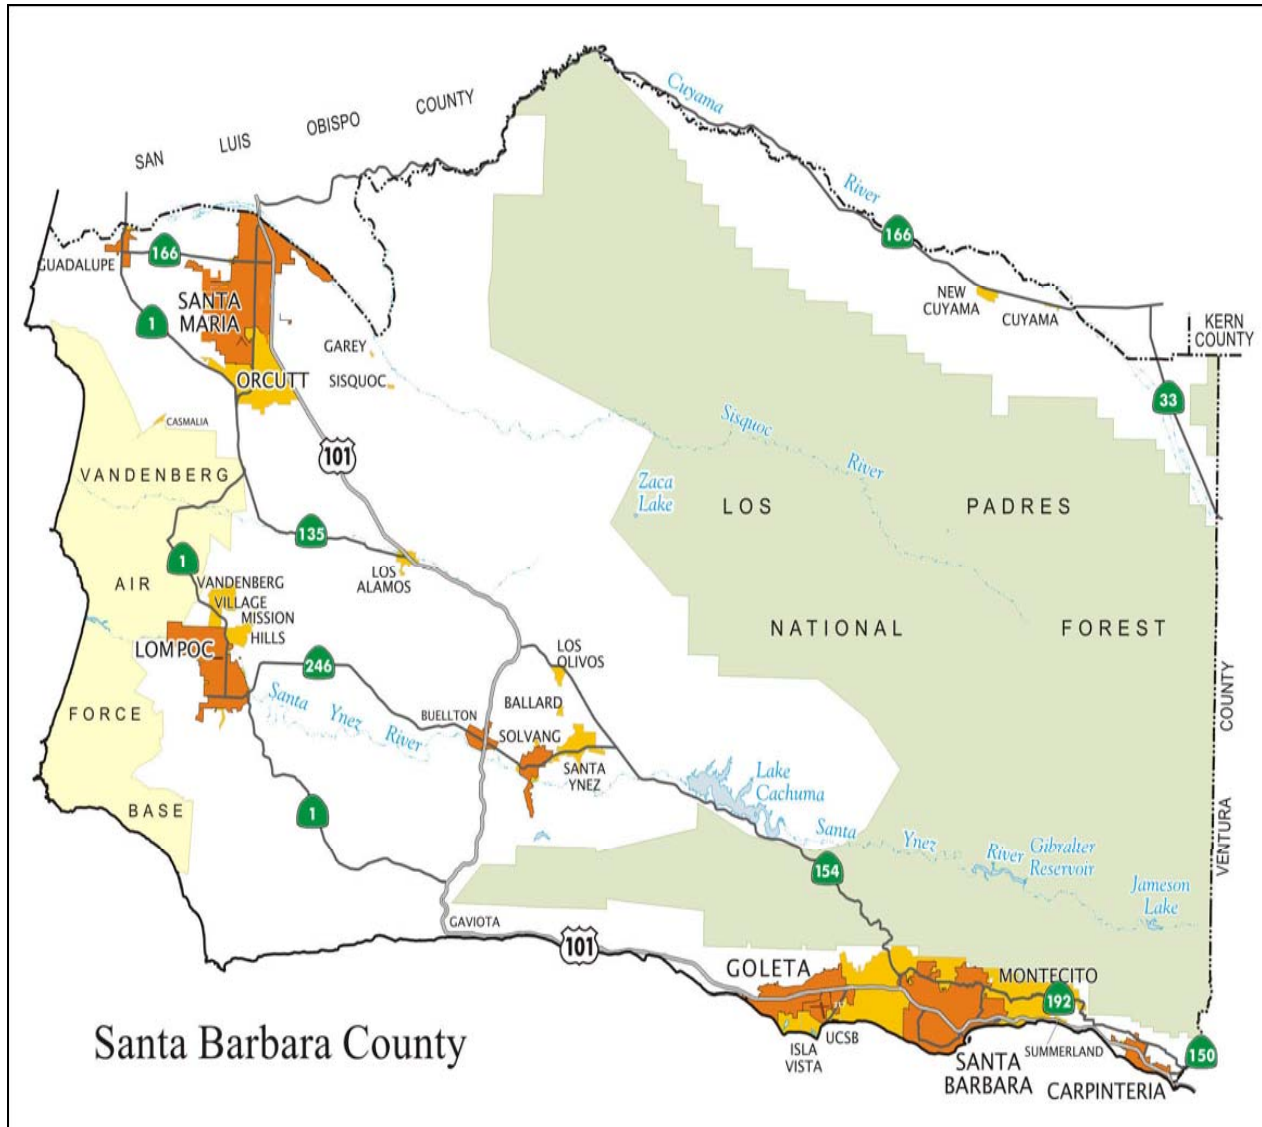 Cuyama
COUNTY
OBISPO
LUIS
SAN
River
166
166
GUADALUPE
SANTA
MARIA
1
NEW
CUYAMA
CUYAMA
KERN
COUNTY
GAREY
SISQUOC
ORCUTT
33
CASMALIA
Sisquoc
River
101
VANDENBERG
Zaca
Lake
LOS
PADRES
135
1
LOS
ALAMOS
AIR
VANDENBERG
VILLAGE
MISSION
HILLS
LOMPOC
NATIONAL
FOREST
246
LOS
OLIVOS
BALLARD
Santa
Ynez
River
BUELLTON
SOLVANG
SANTA
YNEZ
FORCE
COUNTY
VENTURA
BASE
1
Lake
Cachuma
Santa
Ynez
River
Gibralter
Reservoir
154
Jameson
Lake
GAVIOTA
101
GOLETA
MONTECITO
192
Santa Barbara County
ISLA
VISTA
UCSB
SANTA
BARBARA
SUMMERLAND
CARPINTERIA
150